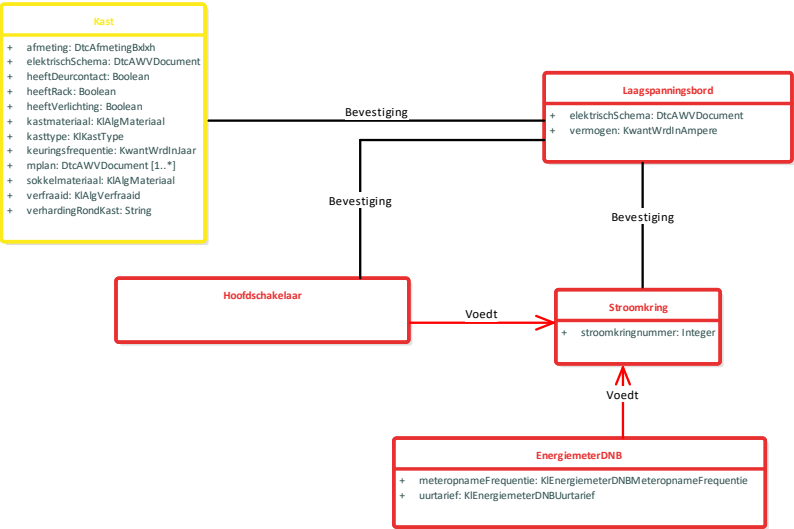 Kast
+ afmeting: DtcAfmetingBxlxh
+ elektrischSchema: DtcAWVDocument
+ heeftDeurcontact: Boolean
+ heeftRack: Boolean
+ heeftVerlichting: Boolean
+ kastmateriaal: KlAlgMateriaal
+ kasttype: KlKastType
+ keuringsfrequentie: KwantWrdInJaar
+ mplan: DtcAWVDocument [1..*]
+ sokkelmateriaal: KlAlgMateriaal
+ verfraaid: KlAlgVerfraaid
+ verhardingRondKast: String
Bevestiging
Laagspanningsbord
+ elektrischSchema: DtcAWVDocument
+ vermogen: KwantWrdInAmpere
Bevestiging
Bevestiging
Hoofdschakelaar
Voedt
Stroomkring
+ stroomkringnummer: Integer
Voedt
EnergiemeterDNB
+ meteropnameFrequentie: KlEnergiemeterDNBMeteropnameFrequentie
+ uurtarief: KlEnergiemeterDNBUurtarief